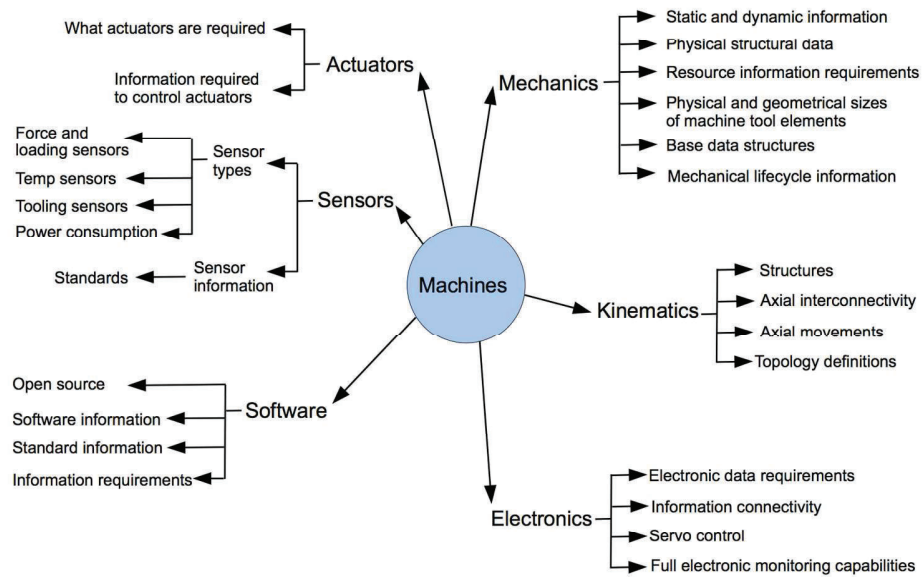 What actuators are required
Information required
to control actuators
Actuators
Force and
loading sensors
Temp sensors
Tooling sensors
Power consumption
Sensor
types
Standards
Sensor
information
Sensors
Open source
Software information
Standard information
Information requirements
Software
Machines
Mechanics
Static and dynamic information
Physical structural data
Resource information requirements
Physical and geometrical sizes
of machine tool elements
Base data structures
Mechanical lifecycle information
Kinematics
Structures
Axial interconnectivity
Axial movements
Topology definitions
Electronics
Electronic data requirements
Information connectivity
Servo control
Full electronic monitoring capabilities